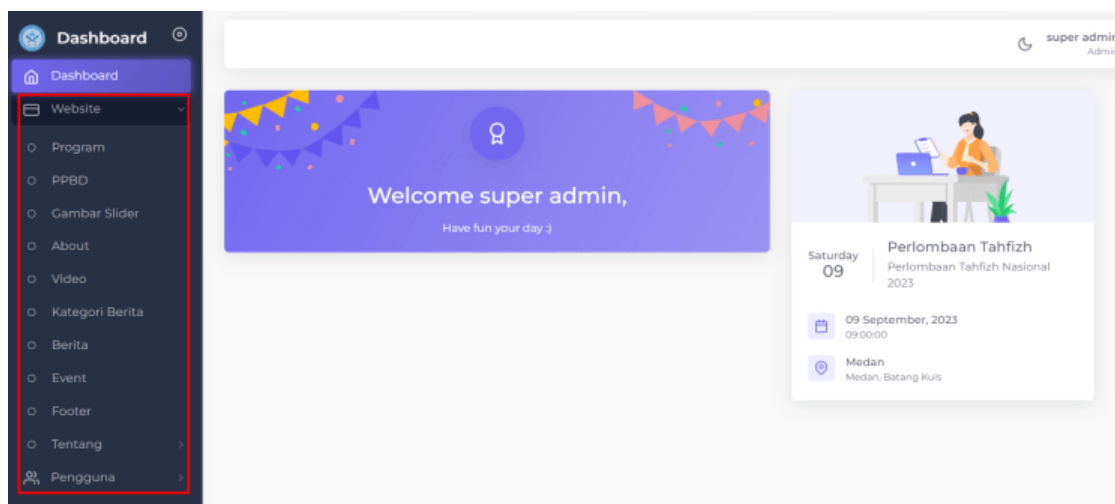 Dashboard
Dashboard
Website
Program
PPBD
Gambar Slider
About
Video
Kategori Berita
Berita
Event
Footer
Tentang
Pengguna
super admin
Admin
Welcome super admin,
Have fun your day :)
Saturday
09
Perlombaan Tahfizh
Perlombaan Tahfizh Nasional
2023
09 September, 2023
09:00:00
Medan
Medan, Batang Kuis